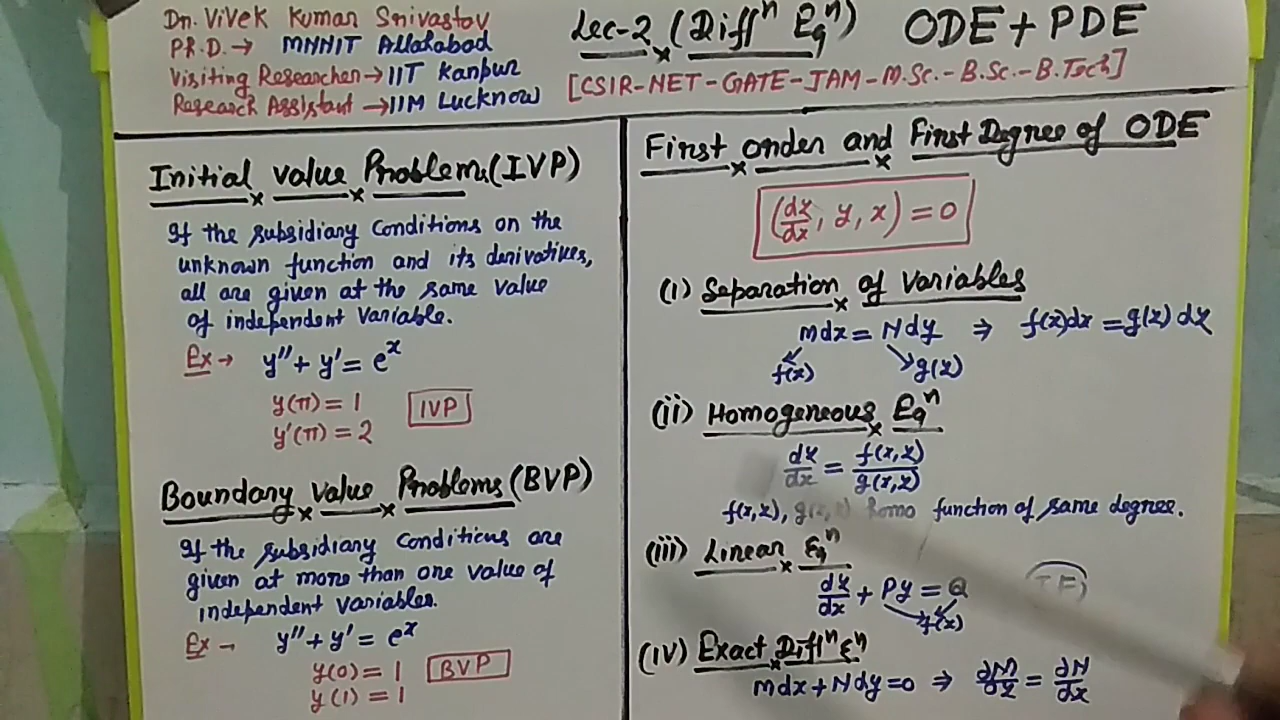 Dr. Vivek Kumar Srivastav
Ph.D. → MNNIT Allahabad
Visiting Researcher → IIT Kanpur
Research Assistant → IIM Lucknow
Lec-2 (Diffⁿ Eqⁿ) ODE + PDE
[CSIR-NET-GATE-JAM-M.Sc.-B.Sc.-B.Tech]
Initial value Problem (IVP)
If the subsidiary conditions on the
unknown function and its derivatives,
all are given at the same value
of independent variable.
Ex → y'' + y' = eˣ
y(π) = 1 IVP
y'(π) = 2
Boundary value Problems (BVP)
If the subsidiary conditions are
given at more than one value of
independent variables.
Ex → y'' + y' = eˣ
y(0) = 1 BVP
y(1) = 1
First order and First Degree of ODE
(dy/dx, y, x) = 0
(i) Separation of variables
mdx = Ndy ⇒ f(x)dx = g(y)dy
f(x) g(y)
(ii) Homogeneous Eqⁿ
dy/dx = f(x,y)/g(x,y)
f(x,y), g(x,y) Homo function of same degree.
(iii) Linear Eqⁿ
dy/dx + Py = Q (I F)
f(x)
(iv) Exact Diffⁿ Eⁿ
mdx + Ndy = 0 ⇒ ∂M/∂y = ∂N/∂x